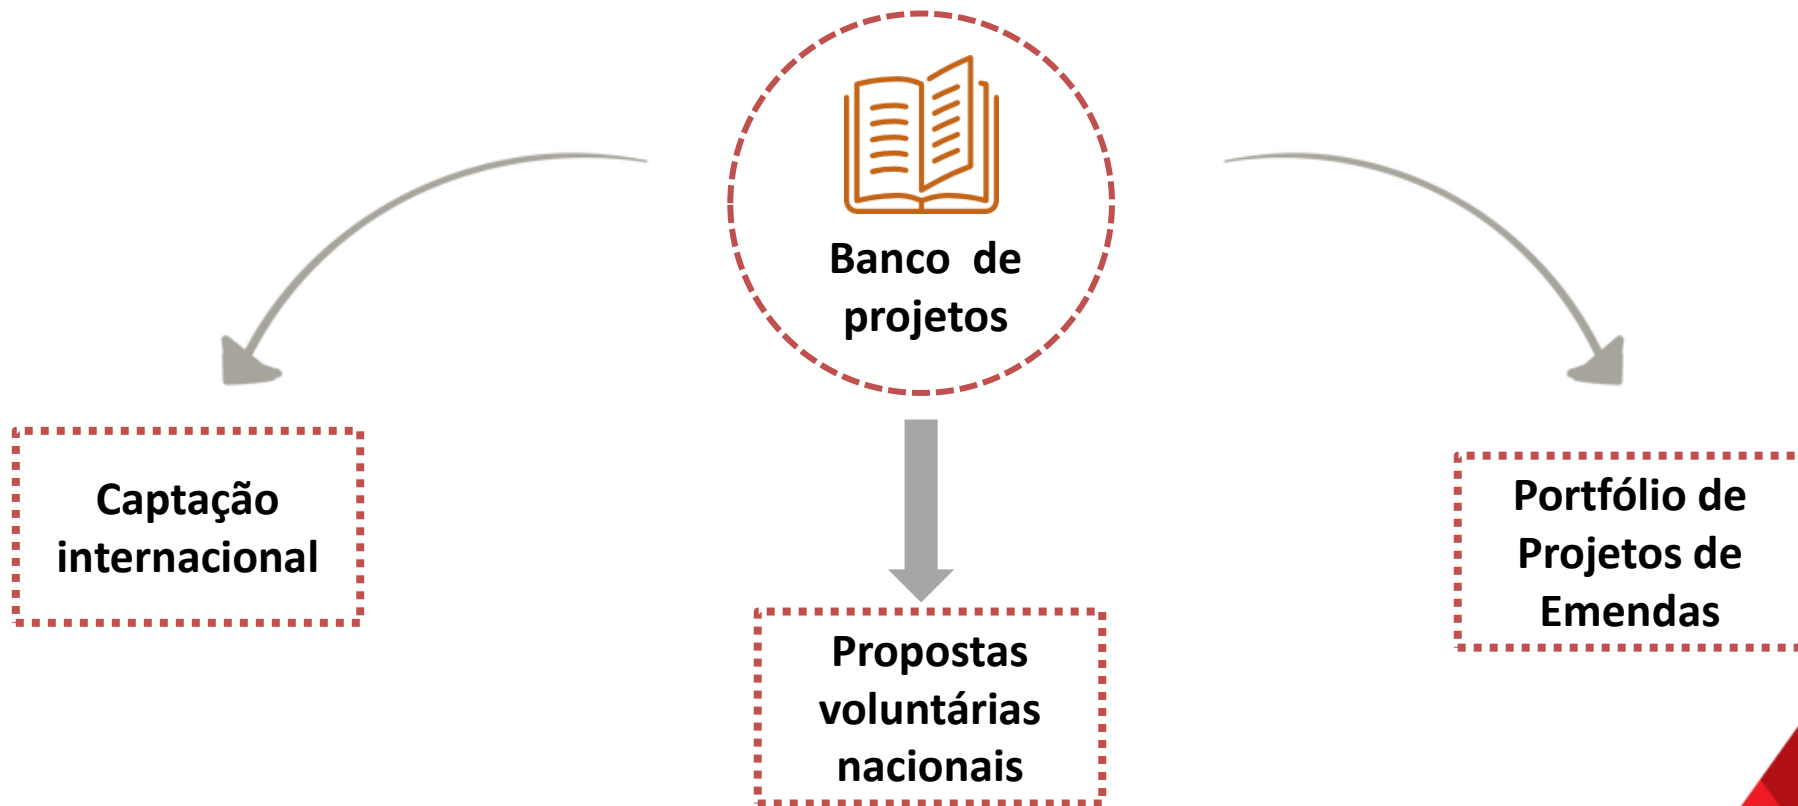 Banco de
projetos
Captação
internacional
Propostas
voluntárias
nacionais
Portfólio de
Projetos de
Emendas